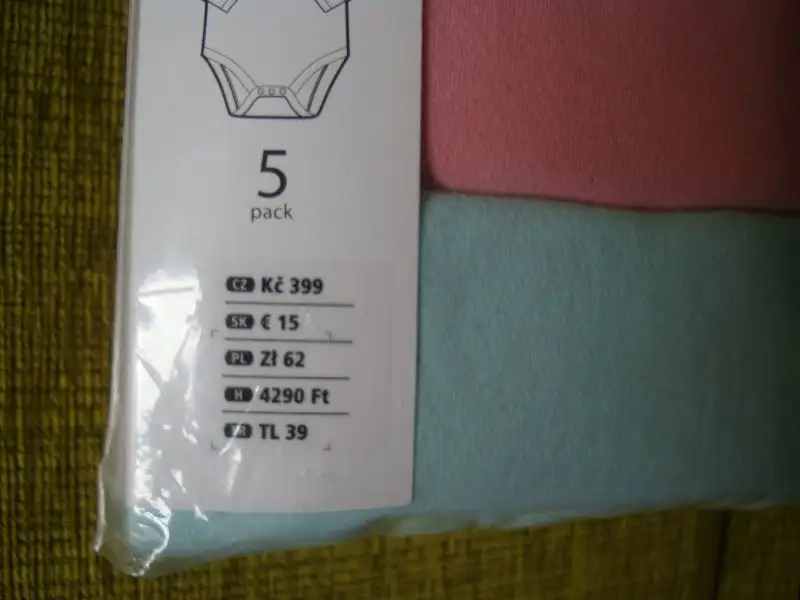 5
pack
CZ Kč 399
SK € 15
PL Zł 62
H 4290 Ft
TR TL 39